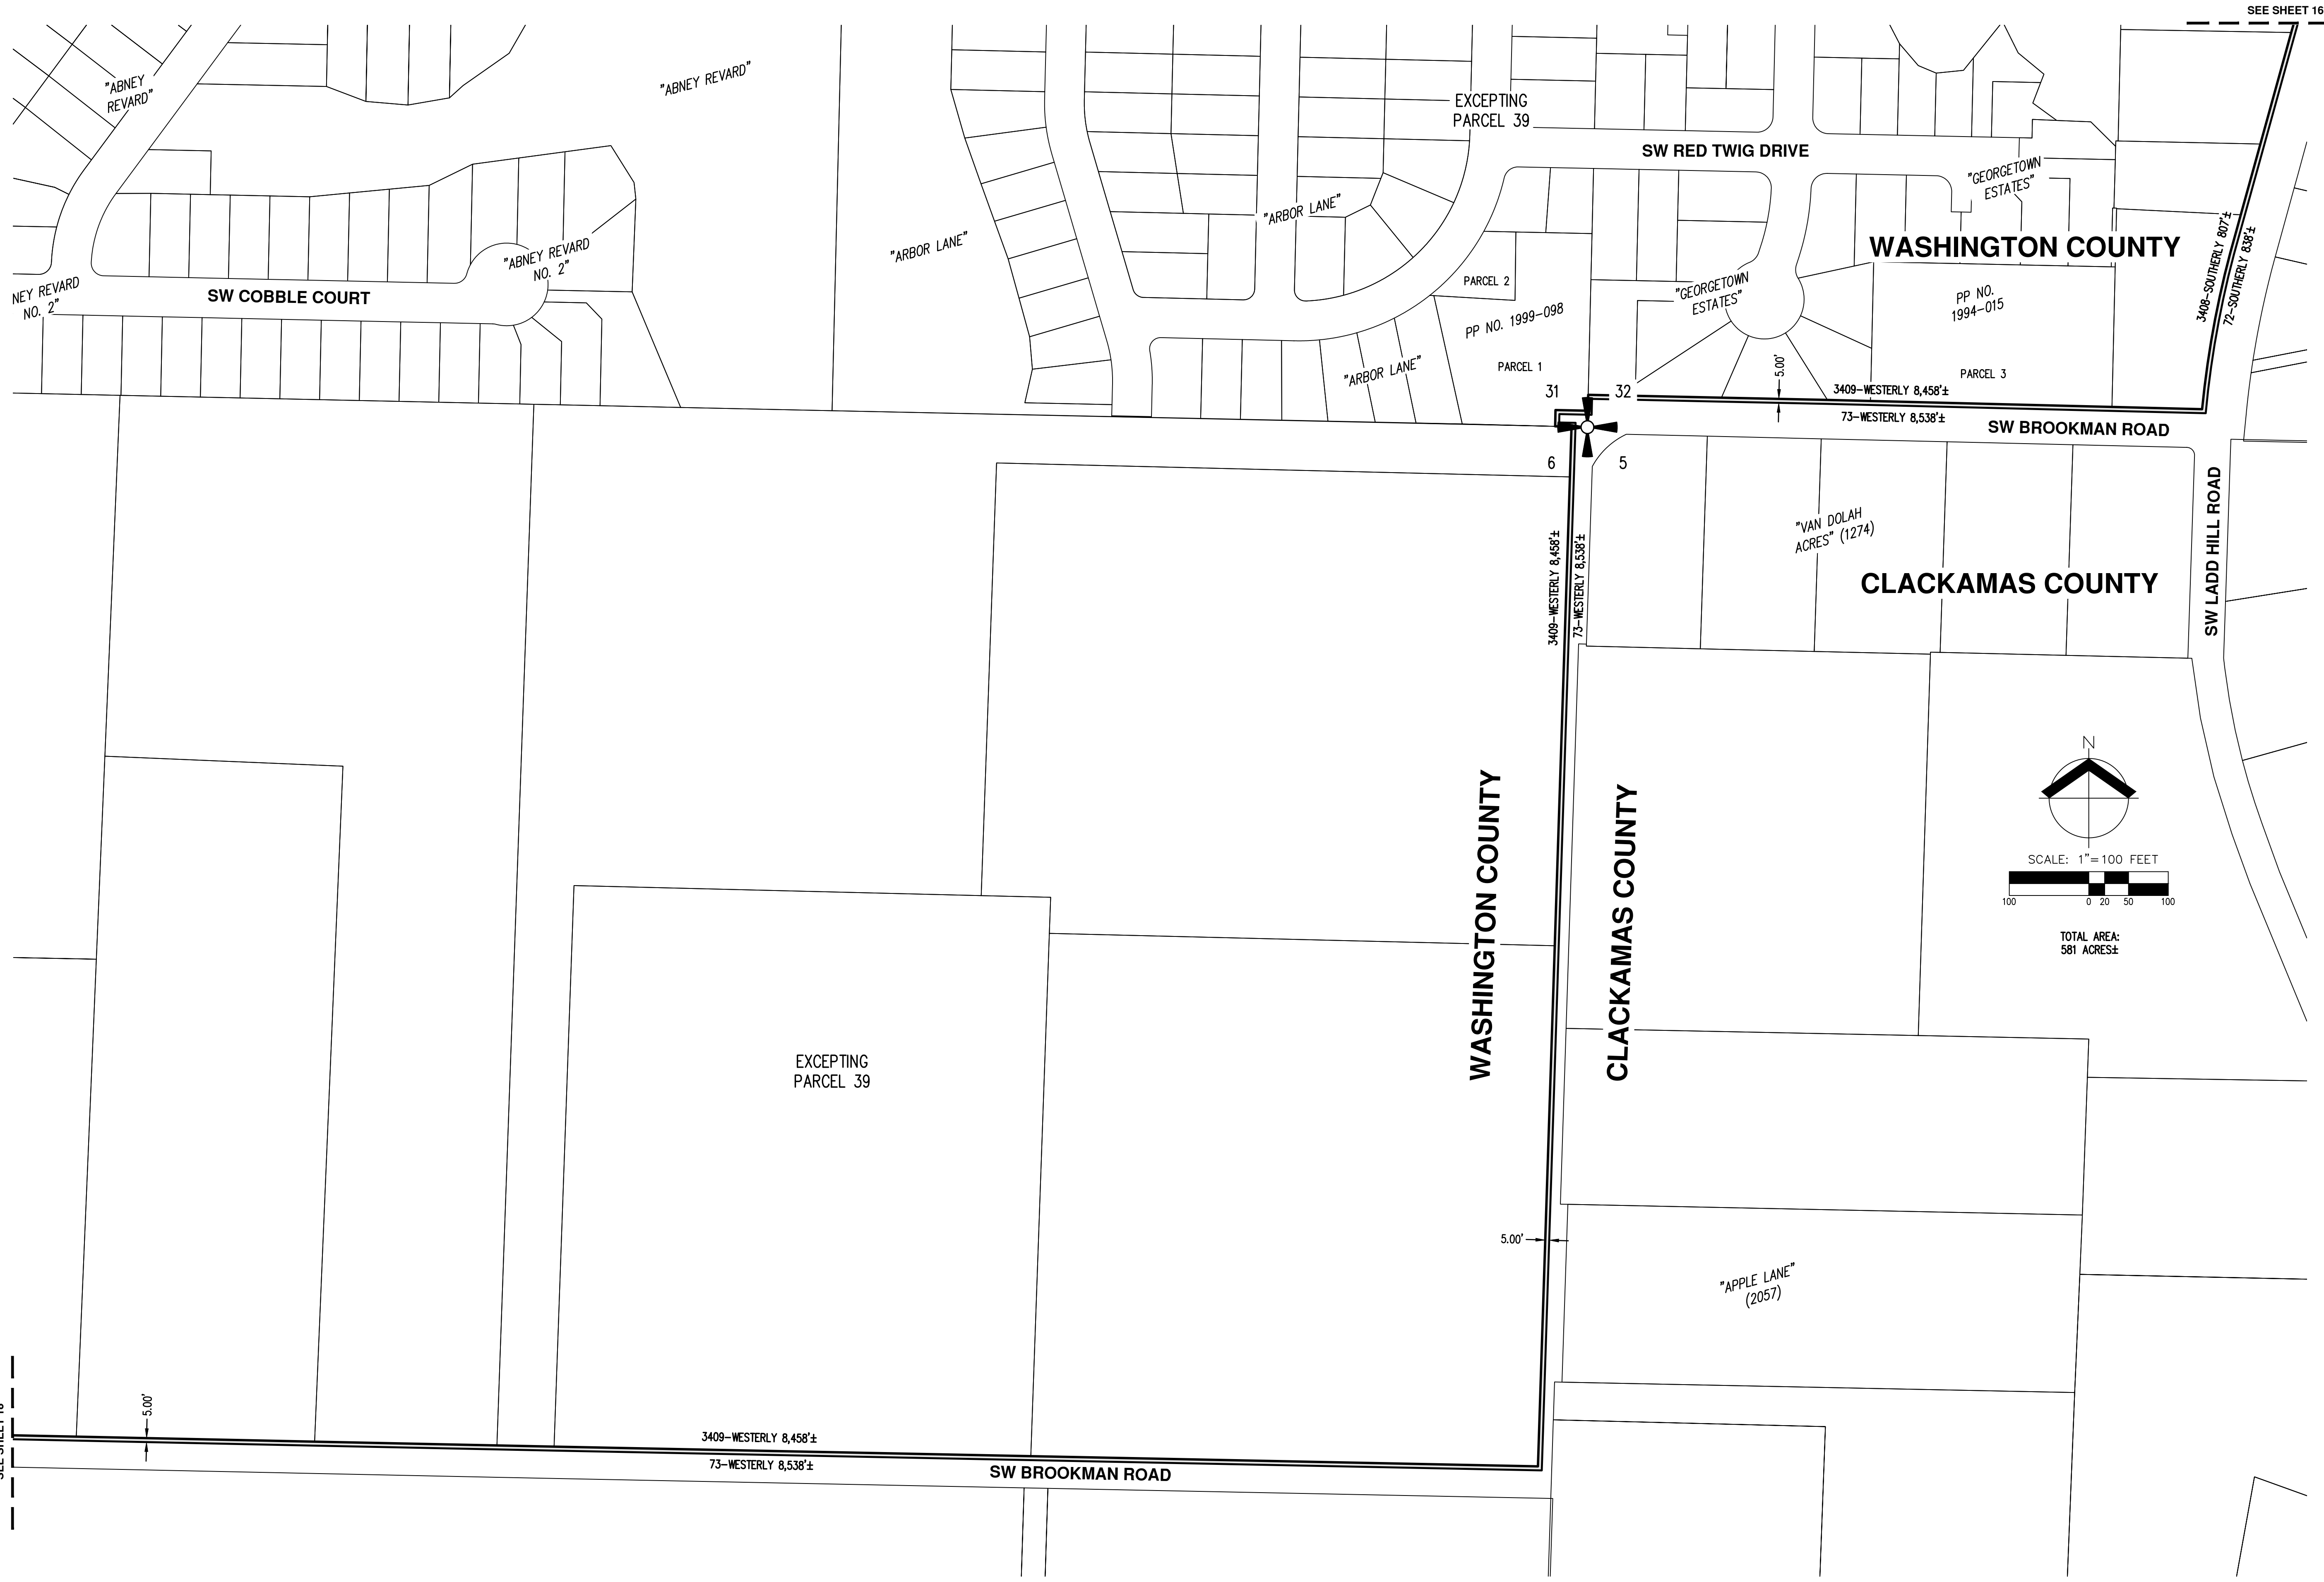 SEE SHEET 16
"ABNEY
REVARD"
"ABNEY REVARD"
EXCEPTING
PARCEL 39
SW RED TWIG DRIVE
"GEORGETOWN
ESTATES"
"ARBOR LANE"
"ARBOR LANE"
WASHINGTON COUNTY
3408-SOUTHERLY 807'±
72-SOUTHERLY 838'±
"ABNEY REVARD
NO. 2"
NEY REVARD
NO. 2"
SW COBBLE COURT
PARCEL 2
"GEORGETOWN
ESTATES"
PP NO.
1994-015
PP NO. 1999-098
"ARBOR LANE"
PARCEL 1
5.00'
PARCEL 3
31
32
3409-WESTERLY 8,458'±
73-WESTERLY 8,538'±
SW BROOKMAN ROAD
6
5
"VAN DOLAH
ACRES" (1274)
SW LADD HILL ROAD
3409-WESTERLY 8,458'±
73-WESTERLY 8,538'±
CLACKAMAS COUNTY
N
SCALE: 1"=100 FEET
100 0 20 50 100
TOTAL AREA:
581 ACRES±
WASHINGTON COUNTY
CLACKAMAS COUNTY
EXCEPTING
PARCEL 39
5.00'
"APPLE LANE"
(2057)
5.00'
3409-WESTERLY 8,458'±
73-WESTERLY 8,538'±
SW BROOKMAN ROAD